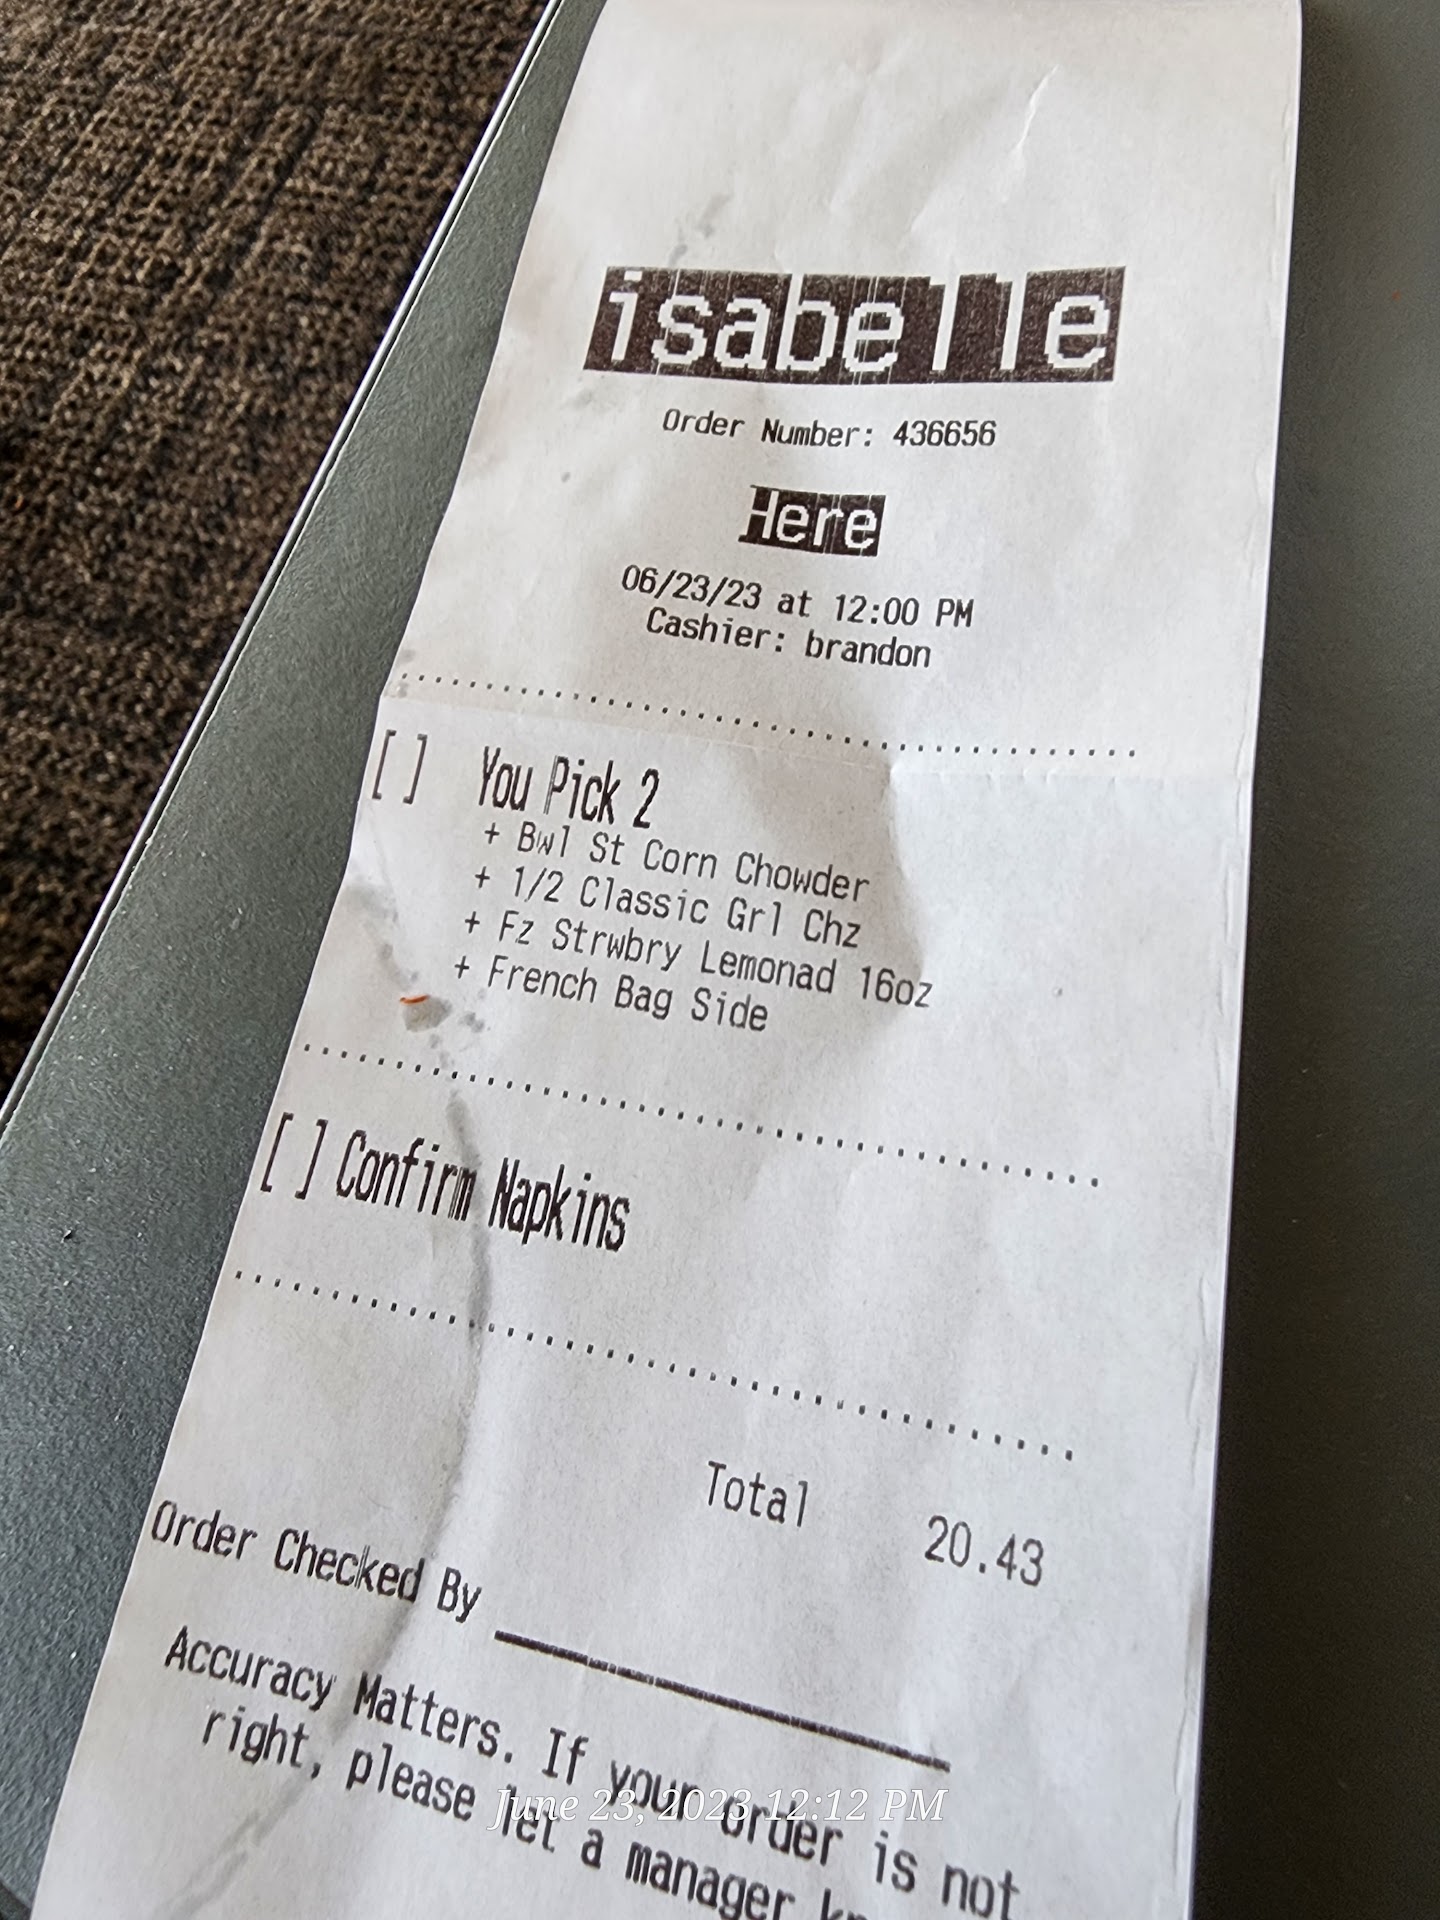 isabelle
Order Number: 436656
Here
06/23/23 at 12:00 PM
Cashier: brandon
[ ] You Pick 2
+ Bwl St Corn Chowder
+ 1/2 Classic Grl Chz
+ Fz Strwbry Lemonad 16oz
+ French Bag Side
[ ] Confirm Napkins
Total 20.43
Order Checked By
Accuracy Matters. If your order is not
right, please let a manager
June 23, 2023 12:12 PM